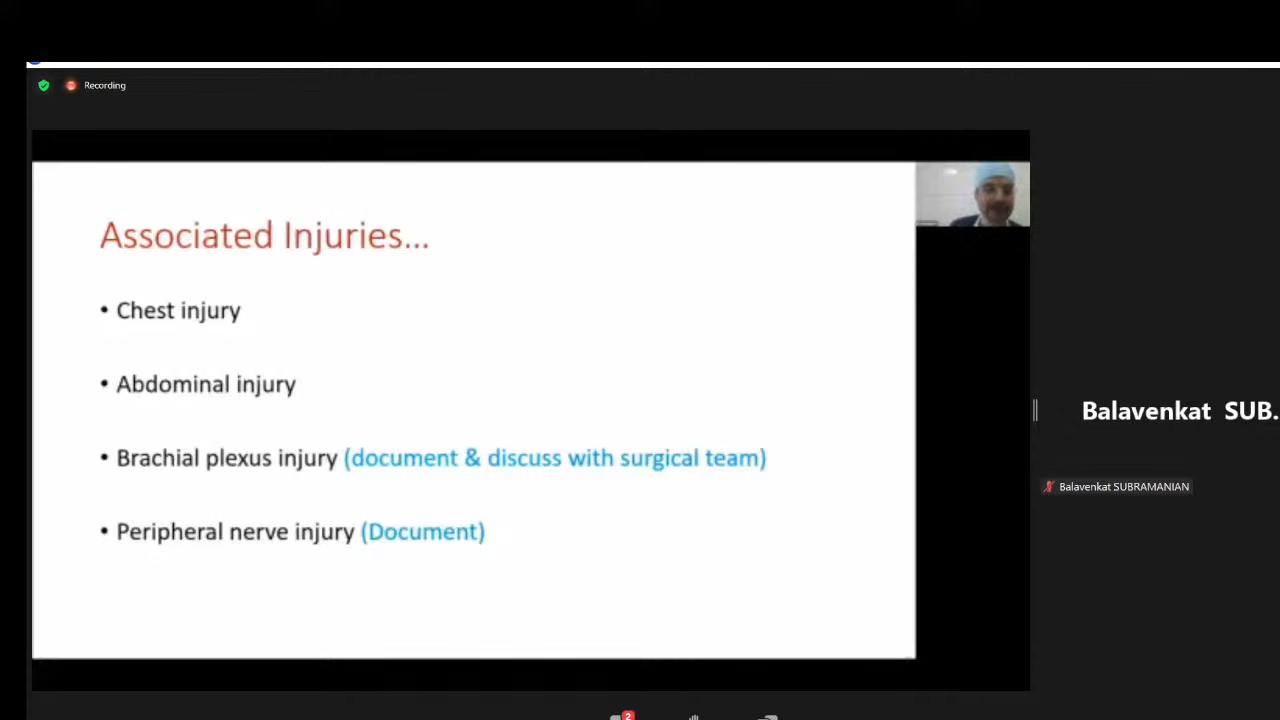 Recording
Associated Injuries...
• Chest injury
• Abdominal injury
• Brachial plexus injury (document & discuss with surgical team)
• Peripheral nerve injury (Document)
Balavenkat SUB.
Balavenkat SUBRAMANIAN
2